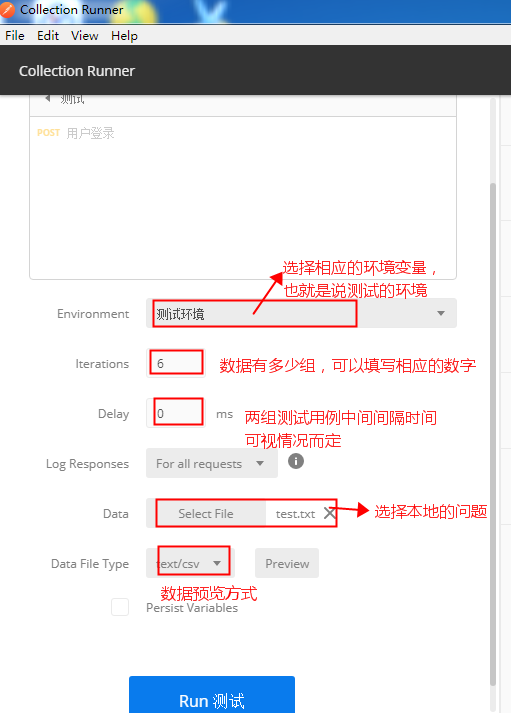 Collection Runner
File Edit View Help
Collection Runner
测试
POST 用户登录
选择相应的环境变量，
也就是说测试的环境
Environment 测试环境
Iterations 6 数据有多少组，可以填写相应的数字
Delay 0 ms 两组测试用例中间间隔时间
可视情况而定
Log Responses For all requests
Data Select File test.txt 选择本地的问题
Data File Type text/csv Preview
数据预览方式
Persist Variables
Run 测试